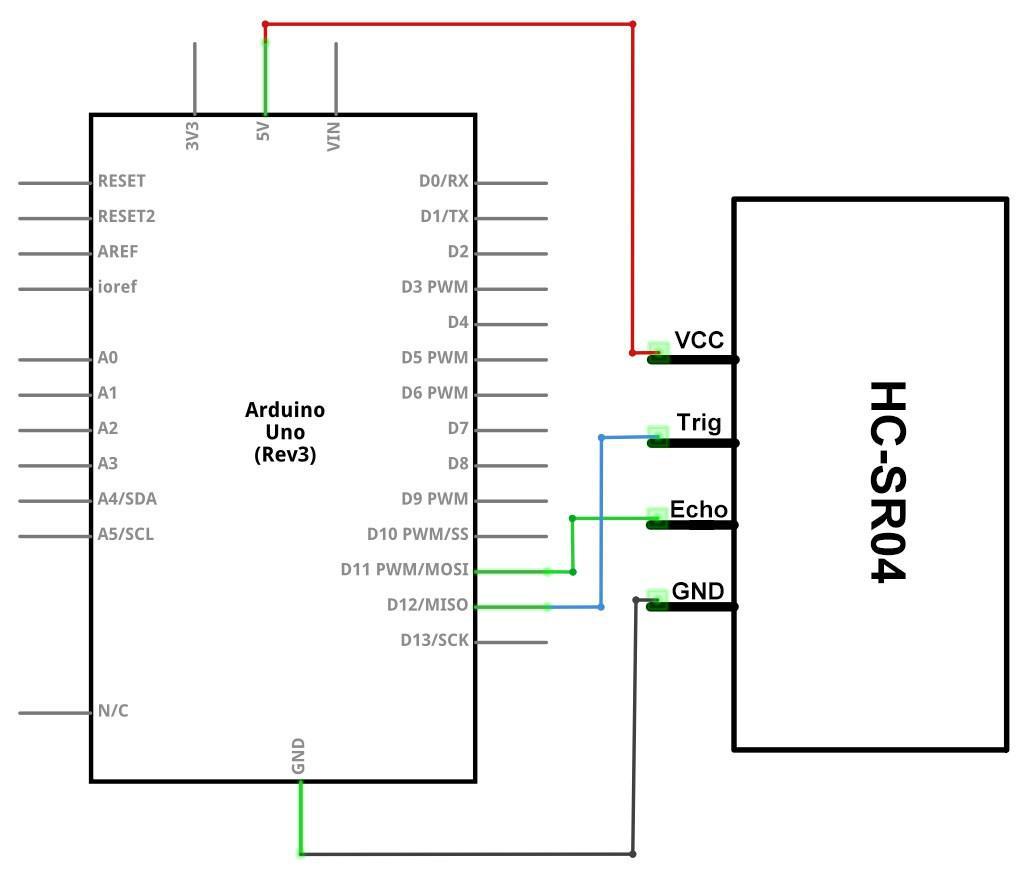 3V3
5V
VIN
RESET
RESET2
AREF
ioref
A0
A1
A2
A3
A4/SDA
A5/SCL
N/C
Arduino
Uno
(Rev3)
D0/RX
D1/TX
D2
D3 PWM
D4
D5 PWM
D6 PWM
D7
D8
D9 PWM
D10 PWM/SS
D11 PWM/MOSI
D12/MISO
D13/SCK
GND
VCC
Trig
Echo
GND
HC-SR04